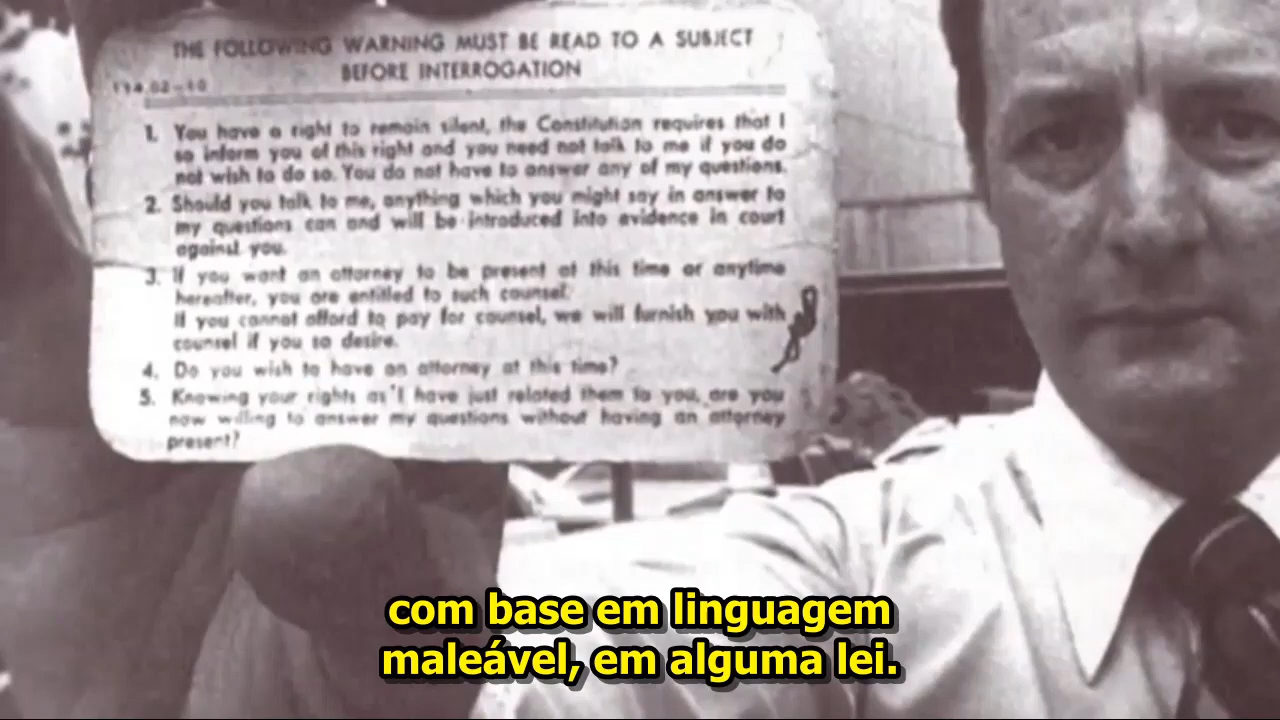 THE FOLLOWING WARNING MUST BE READ TO A SUBJECT
BEFORE INTERROGATION
1. You have a right to remain silent, the Constitution requires that I
so inform you of this right and you need not talk to me if you do
not wish to do so. You do not have to answer any of my questions.
2. Should you talk to me, anything which you might say in answer to
my questions can and will be introduced into evidence in court
against you.
3. If you want an attorney to be present at this time or anytime
hereafter, you are entitled to such counsel.
If you cannot afford to pay for counsel, we will furnish you with
counsel if you so desire.
4. Do you wish to have an attorney at this time?
5. Knowing your rights as I have just related them to you, are you
now willing to answer my questions without having an attorney
present?
com base em linguagem
maleável, em alguma lei.